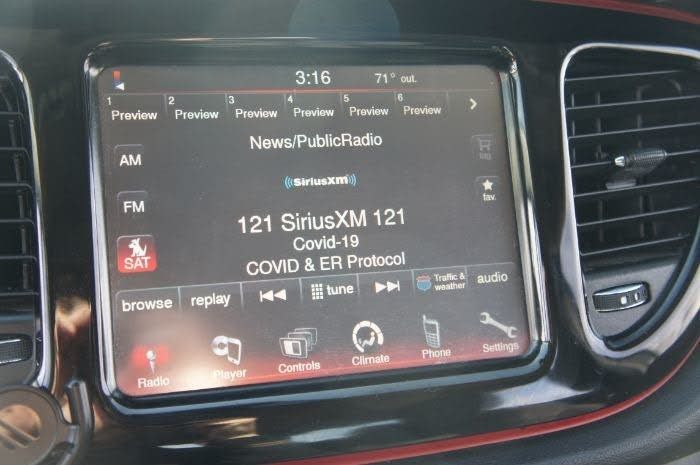 3:16 71° out.
1 2 3 4 5 6
Preview Preview Preview Preview Preview Preview >
News/PublicRadio
AM
((SiriusXM))
tag
FM
fav.
121 SiriusXM 121
Covid-19
SAT
COVID & ER Protocol
browse replay tune Traffic & weather audio
Radio Player Controls Climate Phone Settings